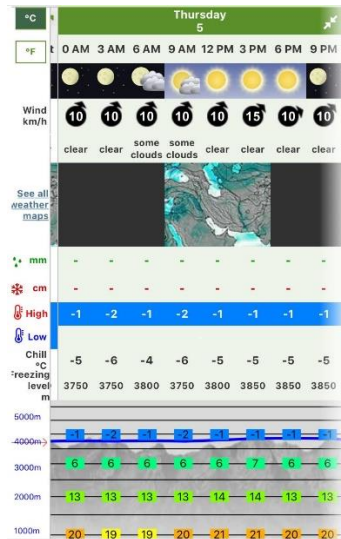 °C
Thursday
5
°F
t 0 AM 3 AM 6 AM 9 AM 12 PM 3 PM 6 PM 9 PM
Wind
km/h
10 10 10 10 10 15 10 10
clear clear some clouds some clouds clear clear clear clear
See all
weather
maps
mm - - - - - - - -
cm - - - - - - - -
High -1 -2 -1 -2 -1 -1 -1 -1
Low
Chill
°C
-5 -6 -4 -6 -5 -5 -5 -5
Freezing
level
m
3750 3750 3800 3750 3800 3850 3850 3850
5000m
4000m -1 -2 -1 -2 -1 -1 -1 -1
3000m 6 6 6 6 6 7 6 6
2000m 13 13 13 13 14 14 13 13
1000m 20 19 19 20 21 21 20 20